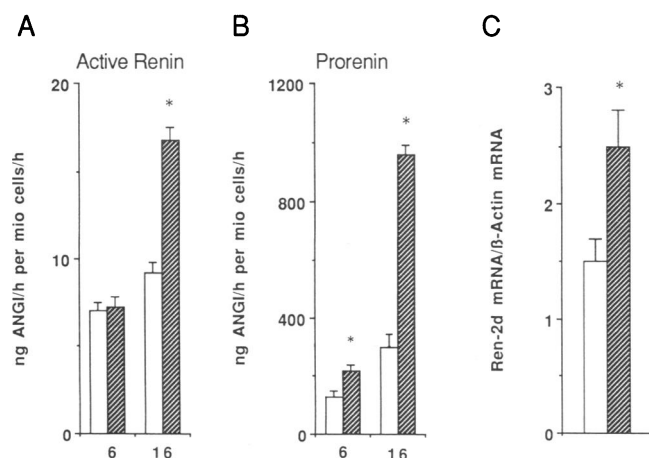 A
Active Renin
ng ANGI/h per mio cells/h
20
*
10
0
6 16
B
Prorenin
ng ANGI/h per mio cells/h
1200
800
400
0
*
*
6 16
C
Ren-2d mRNA/ß-Actin mRNA
3
2
1
0
*